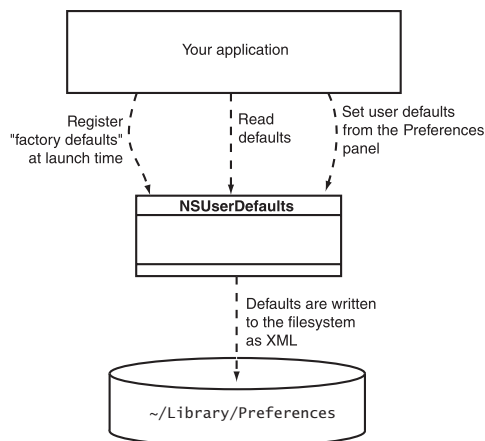 Your application
Register
"factory defaults"
at launch time
Read
defaults
Set user defaults
from the Preferences
panel
NSUserDefaults
Defaults are written
to the filesystem
as XML
~/Library/Preferences